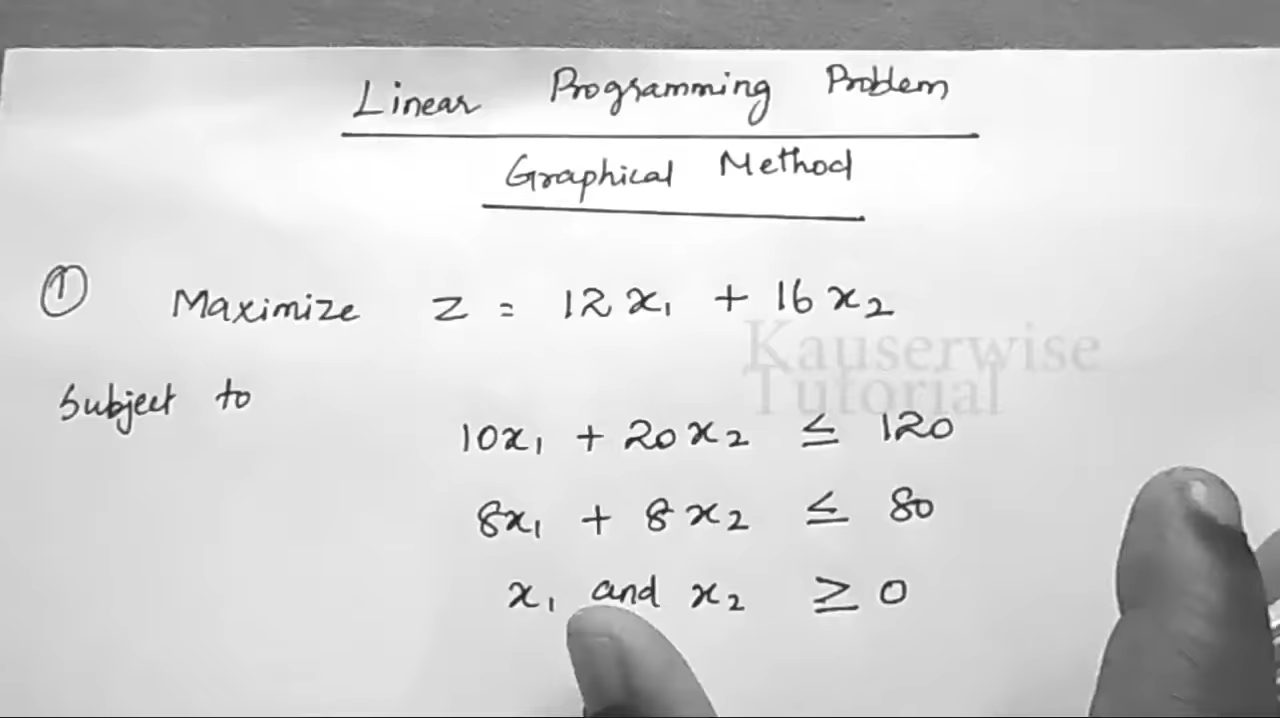 Linear Programming Problem
Graphical Method
① Maximize z = 12x₁ + 16x₂
Kauserwise
Tutorial
Subject to
10x₁ + 20x₂ ≤ 120
8x₁ + 8x₂ ≤ 80
x₁ and x₂ ≥ 0